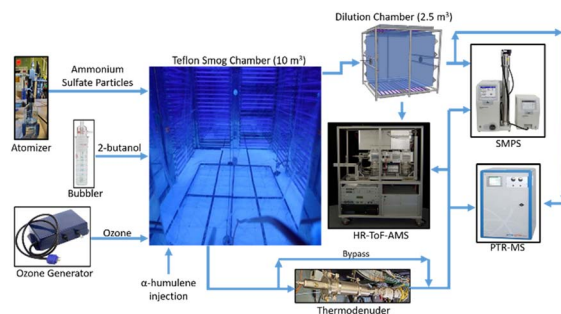 Dilution Chamber (2.5 m³)
Teflon Smog Chamber (10 m³)
Ammonium
Sulfate Particles
Atomizer
SMPS
2-butanol
Bubbler
HR-ToF-AMS
PTR-MS
Ozone
Ozone Generator
Bypass
α-humulene
injection
Thermodenuder